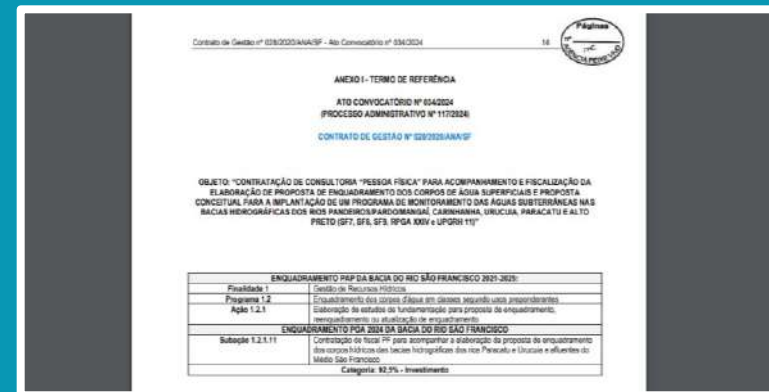 Contrato de Gestão nº 028/2020/ANA/SF - Ato Convocatório nº 034/2024
14
Páginas
nº
AGÊNCIA PEIXE VIVO
ANEXO I - TERMO DE REFERÊNCIA
ATO CONVOCATÓRIO Nº 034/2024
(PROCESSO ADMINISTRATIVO Nº 117/2024)
CONTRATO DE GESTÃO Nº 028/2020/ANA/SF
OBJETO: “CONTRATAÇÃO DE CONSULTORIA “PESSOA FÍSICA” PARA ACOMPANHAMENTO E FISCALIZAÇÃO DA
ELABORAÇÃO DE PROPOSTA DE ENQUADRAMENTO DOS CORPOS DE ÁGUA SUPERFICIAIS E PROPOSTA
CONCEITUAL PARA A IMPLANTAÇÃO DE UM PROGRAMA DE MONITORAMENTO DAS ÁGUAS SUBTERRÂNEAS NAS
BACIAS HIDROGRÁFICAS DOS RIOS PANDEIROS/PARDO/MANGAÍ, CARINHANHA, URUCUIA, PARACATU E ALTO
PRETO (SF7, SF8, SF9, RPGA XXIV e UPGRH 11)”
ENQUADRAMENTO PAP DA BACIA DO RIO SÃO FRANCISCO 2021-2025:
Finalidade 1 Gestão de Recursos Hídricos
Programa 1.2 Enquadramento dos corpos d'água em classes segundo usos preponderantes
Ação 1.2.1 Elaboração de estudos de fundamentação para proposta de enquadramento,
reenquadramento ou atualização de enquadramento
ENQUADRAMENTO POA 2024 DA BACIA DO RIO SÃO FRANCISCO
Subação 1.2.1.11 Contratação de fiscal PF para acompanhar a elaboração da proposta de enquadramento
dos corpos hídricos das bacias hidrográficas dos rios Paracatu e Urucuia e afluentes do
Médio São Francisco
Categoria: 92,5% - Investimento